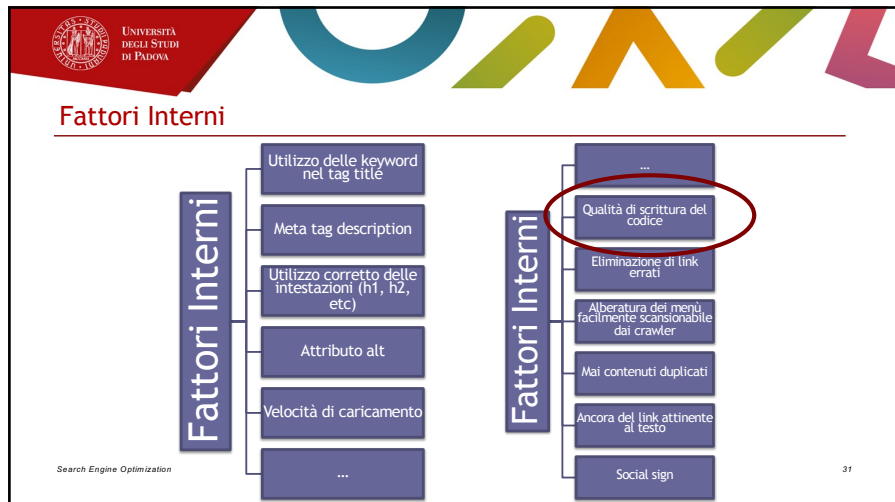 UNIVERSITÀ
DEGLI STUDI
DI PADOVA
Fattori Interni
Fattori Interni
Utilizzo delle keyword
nel tag title
Meta tag description
Utilizzo corretto delle
intestazioni (h1, h2,
etc)
Attributo alt
Velocità di caricamento
...
Fattori Interni
...
Qualità di scrittura del
codice
Eliminazione di link
errati
Alberatura dei menù
facilmente scansionabile
dai crawler
Mai contenuti duplicati
Ancora del link attinente
al testo
Social sign
Search Engine Optimization
31